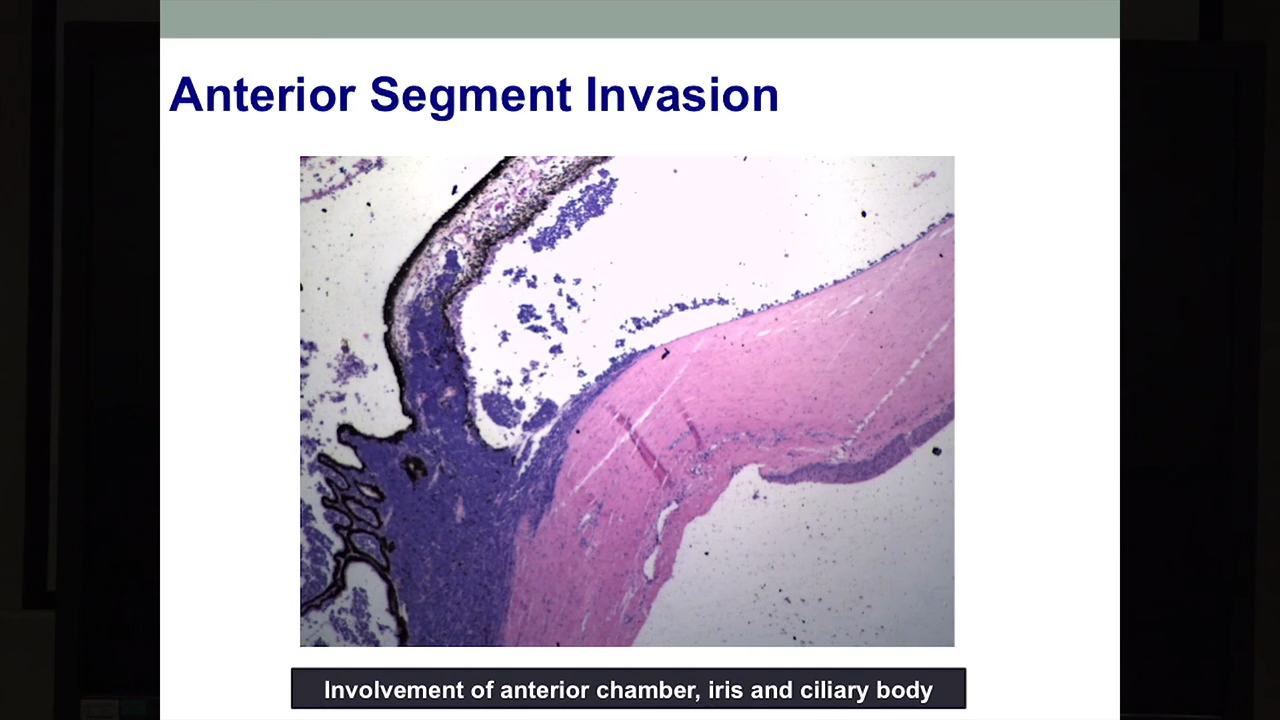 Anterior Segment Invasion
Involvement of anterior chamber, iris and ciliary body